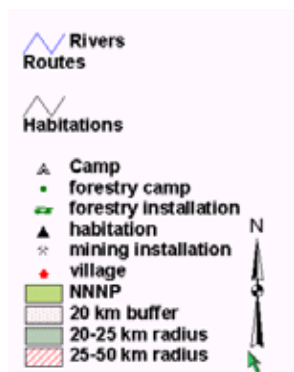 Rivers
Routes
Habitations
Camp
forestry camp
forestry installation
habitation
N
mining installation
village
NNNP
20 km buffer
20-25 km radius
25-50 km radius